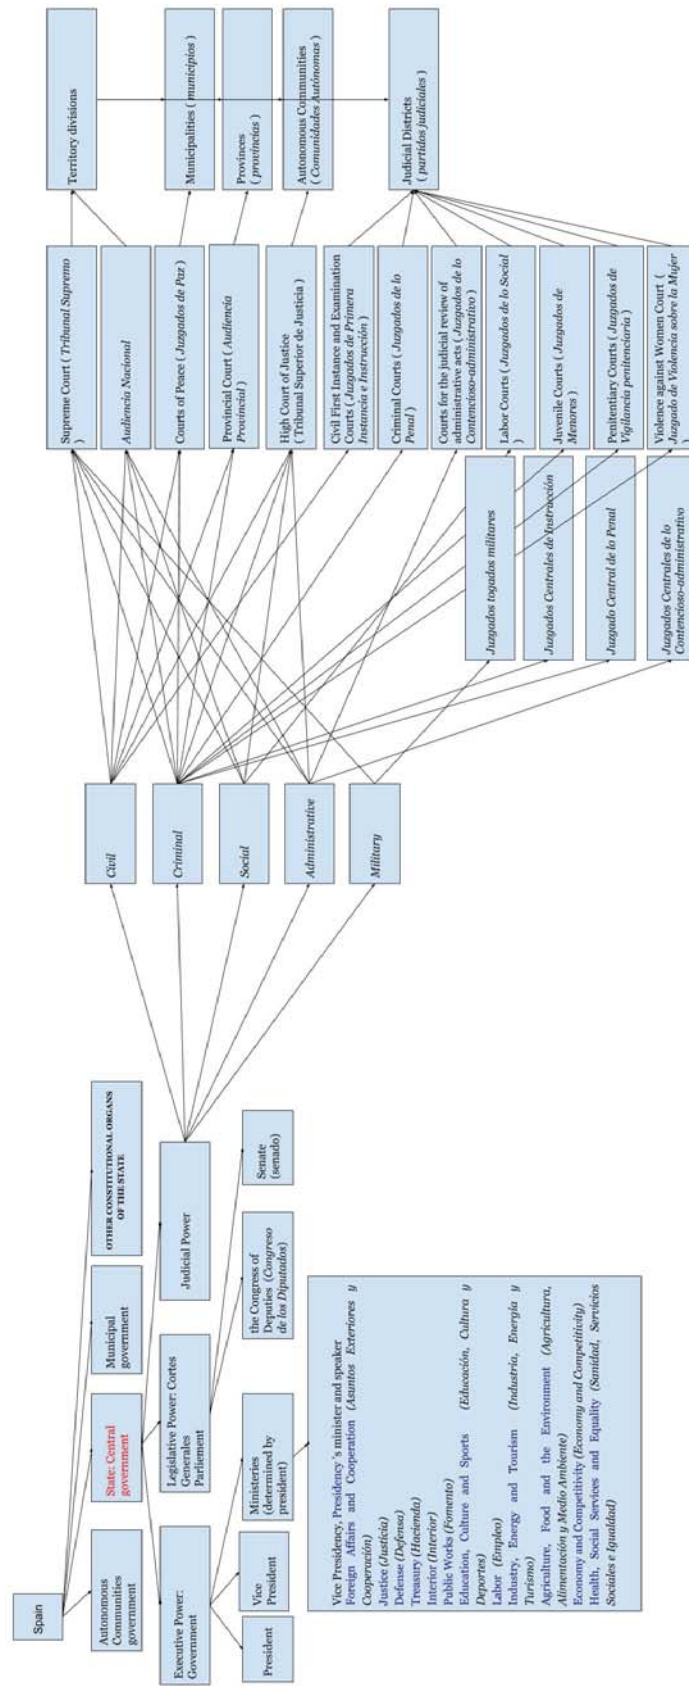 Spain
Autonomous
Communities
government
State: Central
government
Municipal
government
OTHER CONSTITUTIONAL ORGANS
OF THE STATE
Executive Power:
Government
Legislative Power: Cortes
Generales
Parliement
Judicial Power
President
Vice
President
Ministeries
(determined by
president)
the Congress of
Deputies (Congreso
de los Diputados)
Senate
(senado)
Vice Presidency, Presidency´s minister and speaker
Foreign Affairs and Cooperation (Asuntos Exteriores y
Cooperación)
Justice (Justicia)
Defense (Defensa)
Treasury (Hacienda)
Interior (Interior)
Public Works (Fomento)
Education, Culture and Sports (Educación, Cultura y
Deportes)
Labor (Empleo)
Industry, Energy and Tourism (Industria, Energía y
Turismo)
Agriculture, Food and the Environment (Agricultura,
Alimentación y Medio Ambiente)
Economy and Competitivity (Economy and Competitivity)
Health, Social Services and Equality (Sanidad, Servicios
Sociales e Igualdad)
Civil
Criminal
Social
Administrative
Military
Supreme Court ( Tribunal Supremo
)
Audiencia Nacional
Courts of Peace ( Juzgados de Paz )
Provincial Court ( Audiencia
Provincial )
High Court of Justice
( Tribunal Superior de Justicia )
Civil First Instance and Examination
Courts ( Juzgados de Primera
Instancia e Instrucción )
Criminal Courts ( Juzgados de lo
Penal )
Courts for the judicial review of
administrative acts ( Juzgados de lo
Contencioso-administrativo )
Labor Courts ( Juzgados de lo Social
)
Juvenile Courts ( Juzgados de
Menores )
Penitentiary Courts ( Juzgados de
Vigilancia penitenciaria )
Violence against Women Court (
Juzgado de Violencia sobre la Mujer
)
Juzgados togados militares
Juzgados Centrales de Instrucción
Juzgado Central de lo Penal
Juzgados Centrales de lo
Contencioso-administrativo
Territory divisions
Municipalities ( municipios )
Provinces
( provincias )
Autonomous Communities
( Comunidades Autónomas )
Judicial Districts
( partidos judiciales )